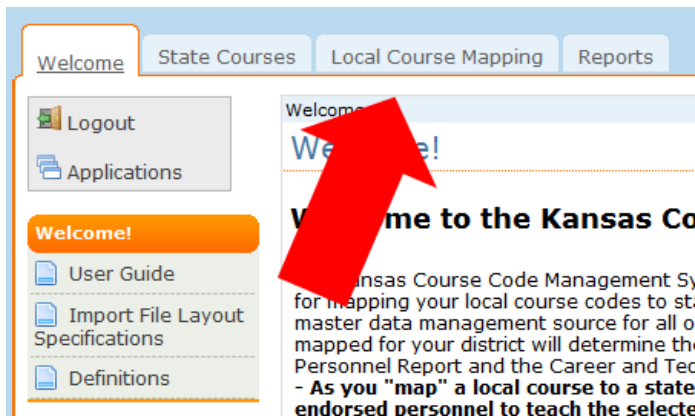 Welcome
State Courses
Local Course Mapping
Reports
Logout
Applications
Welcome!
User Guide
Import File Layout
Specifications
Definitions
me to the Kansas Co
Course Code Management Sy
for mapping your local course codes to sta
master data management source for all o
mapped for your district will determine the
Personnel Report and the Career and Tec
- As you "map" a local course to a state
endorsed personnel to teach the selecte